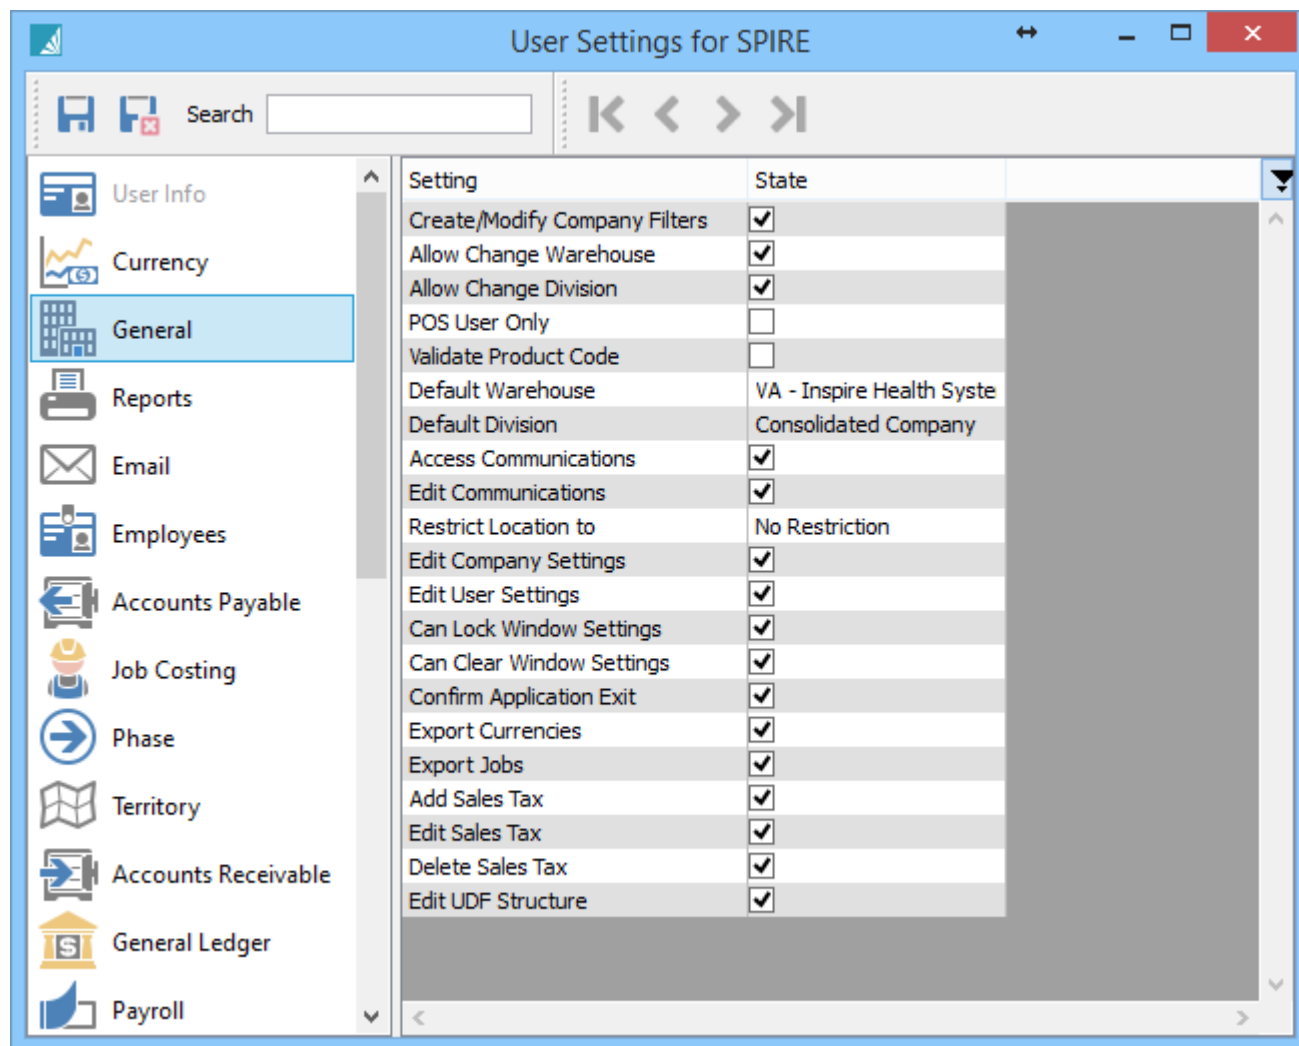 User Settings for SPIRE
Search
User Info
Currency
General
Reports
Email
Employees
Accounts Payable
Job Costing
Phase
Territory
Accounts Receivable
General Ledger
Payroll
Setting State
Create/Modify Company Filters
Allow Change Warehouse
Allow Change Division
POS User Only
Validate Product Code
Default Warehouse VA - Inspire Health Syste
Default Division Consolidated Company
Access Communications
Edit Communications
Restrict Location to No Restriction
Edit Company Settings
Edit User Settings
Can Lock Window Settings
Can Clear Window Settings
Confirm Application Exit
Export Currencies
Export Jobs
Add Sales Tax
Edit Sales Tax
Delete Sales Tax
Edit UDF Structure